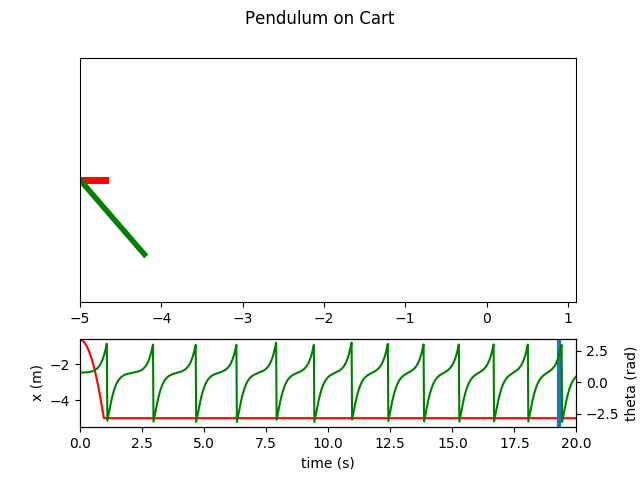 Pendulum on Cart
−5 −4 −3 −2 −1 0 1
−2
−4
x (m)
2.5
0.0
−2.5
theta (rad)
0.0 2.5 5.0 7.5 10.0 12.5 15.0 17.5 20.0
time (s)